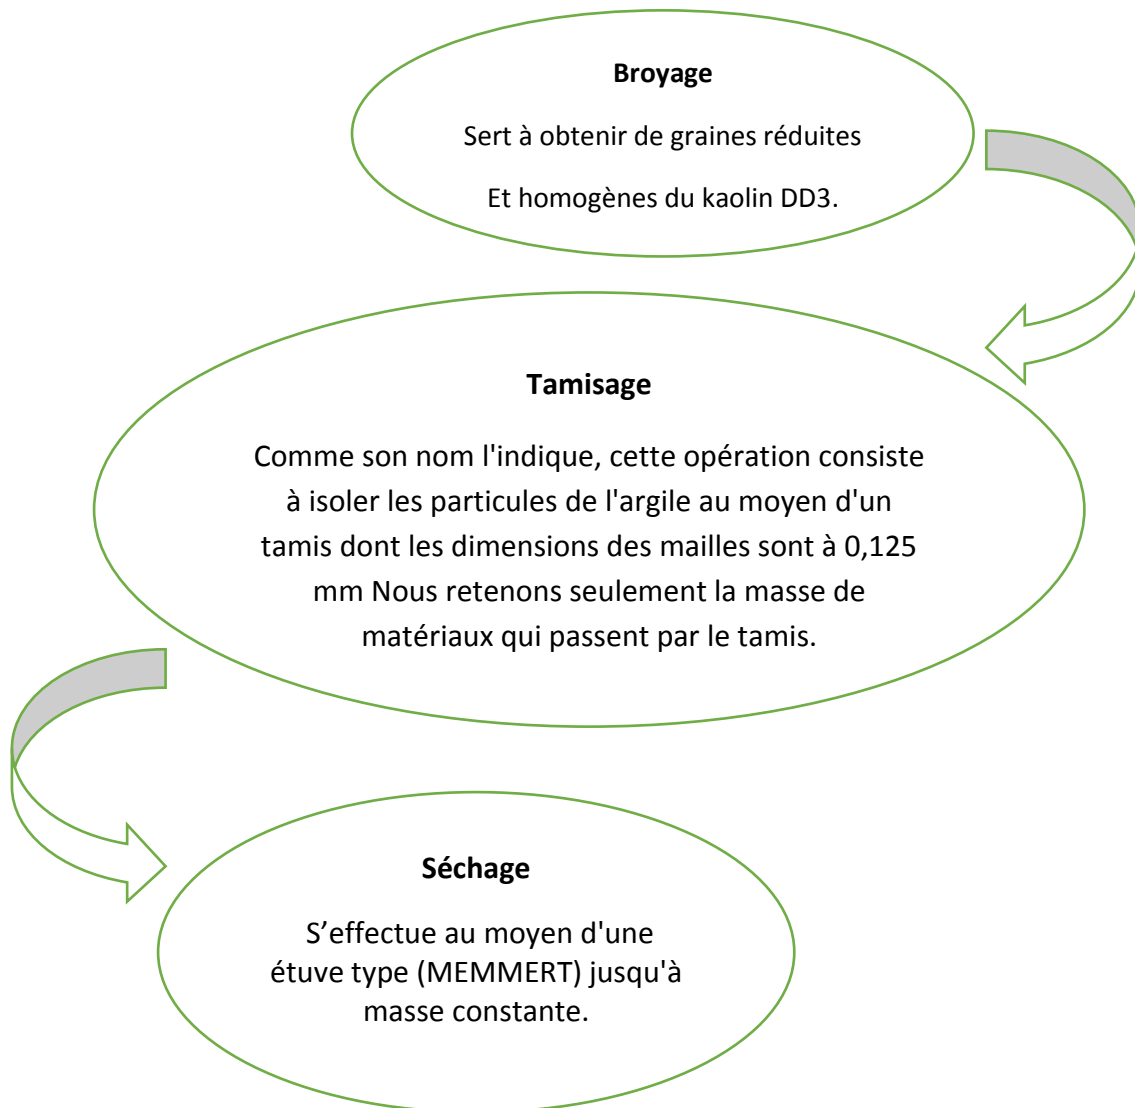 Broyage
Sert à obtenir de graines réduites
Et homogènes du kaolin DD3.
Tamisage
Comme son nom l'indique, cette opération consiste
à isoler les particules de l'argile au moyen d'un
tamis dont les dimensions des mailles sont à 0,125
mm Nous retenons seulement la masse de
matériaux qui passent par le tamis.
Séchage
S’effectue au moyen d'une
étuve type (MEMMERT) jusqu'à
masse constante.